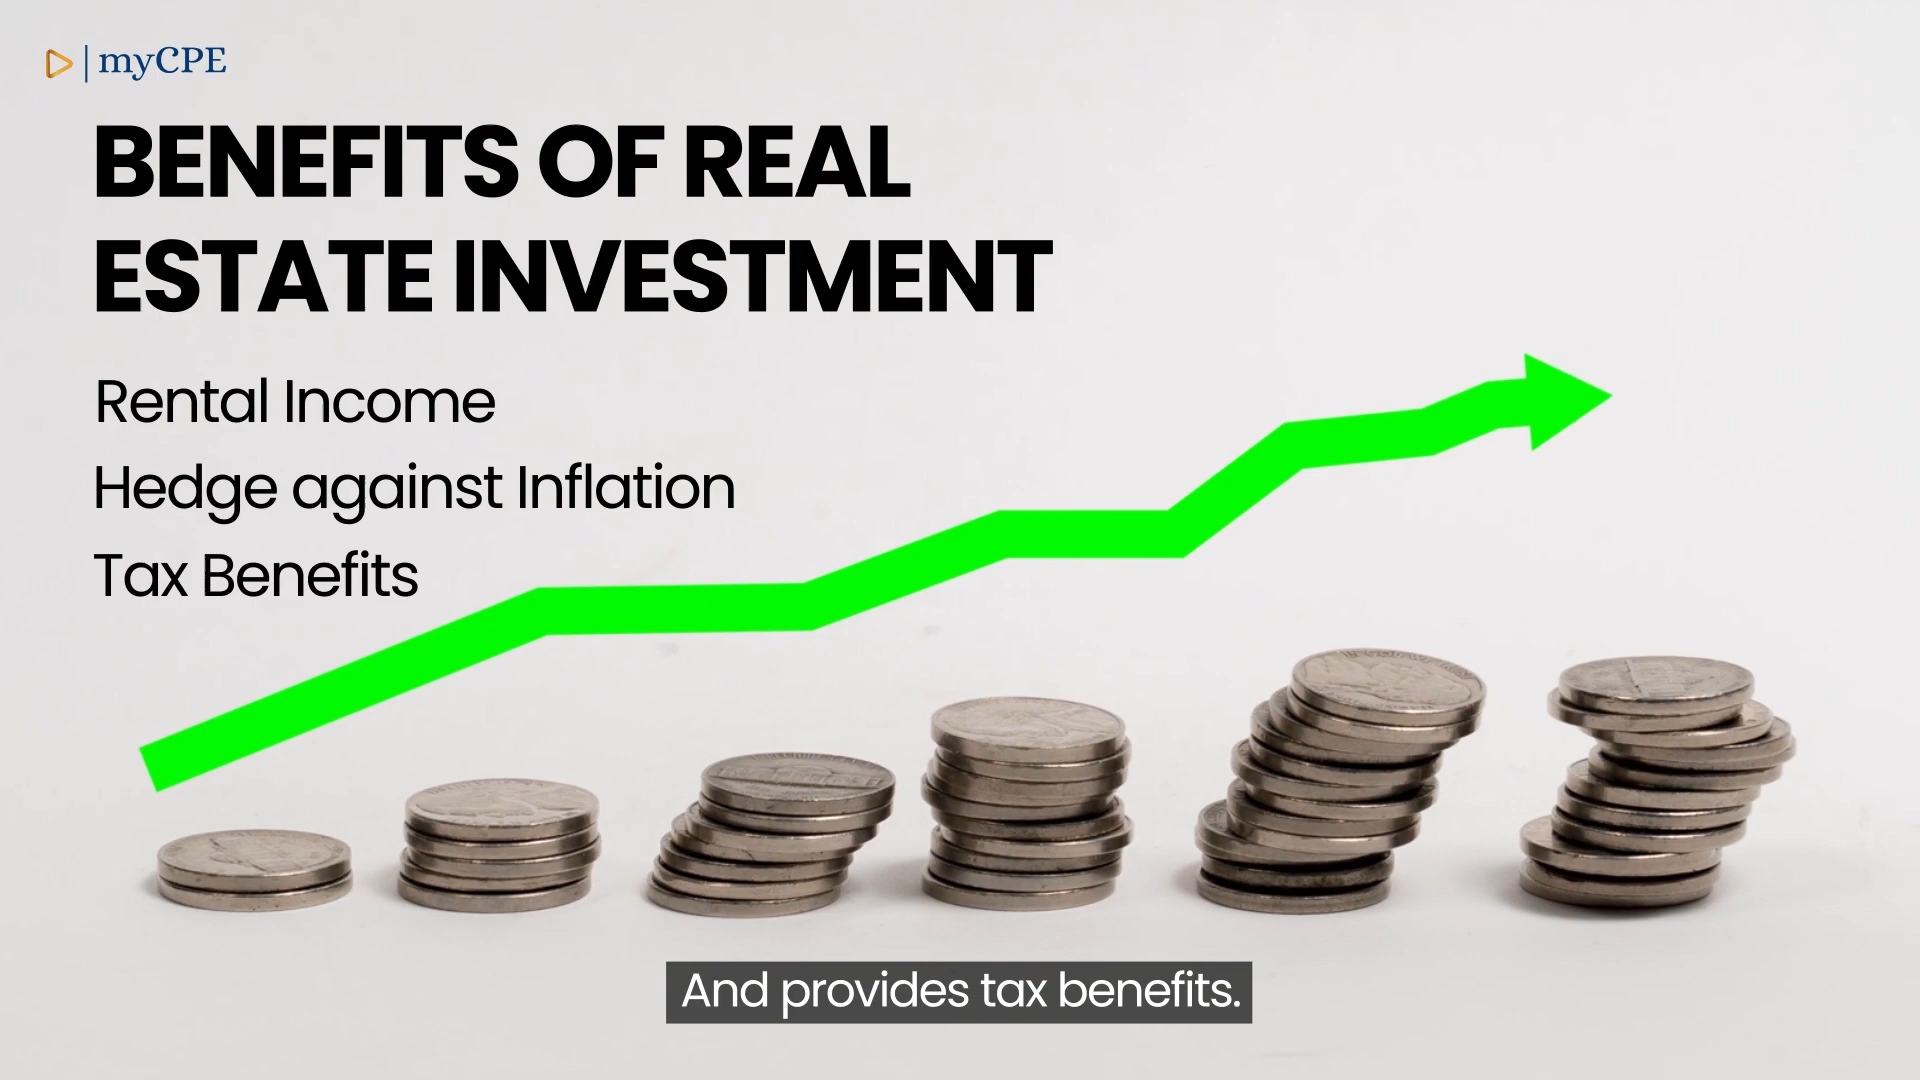 myCPE
BENEFITS OF REAL
ESTATE INVESTMENT
Rental Income
Hedge against Inflation
Tax Benefits
And provides tax benefits.